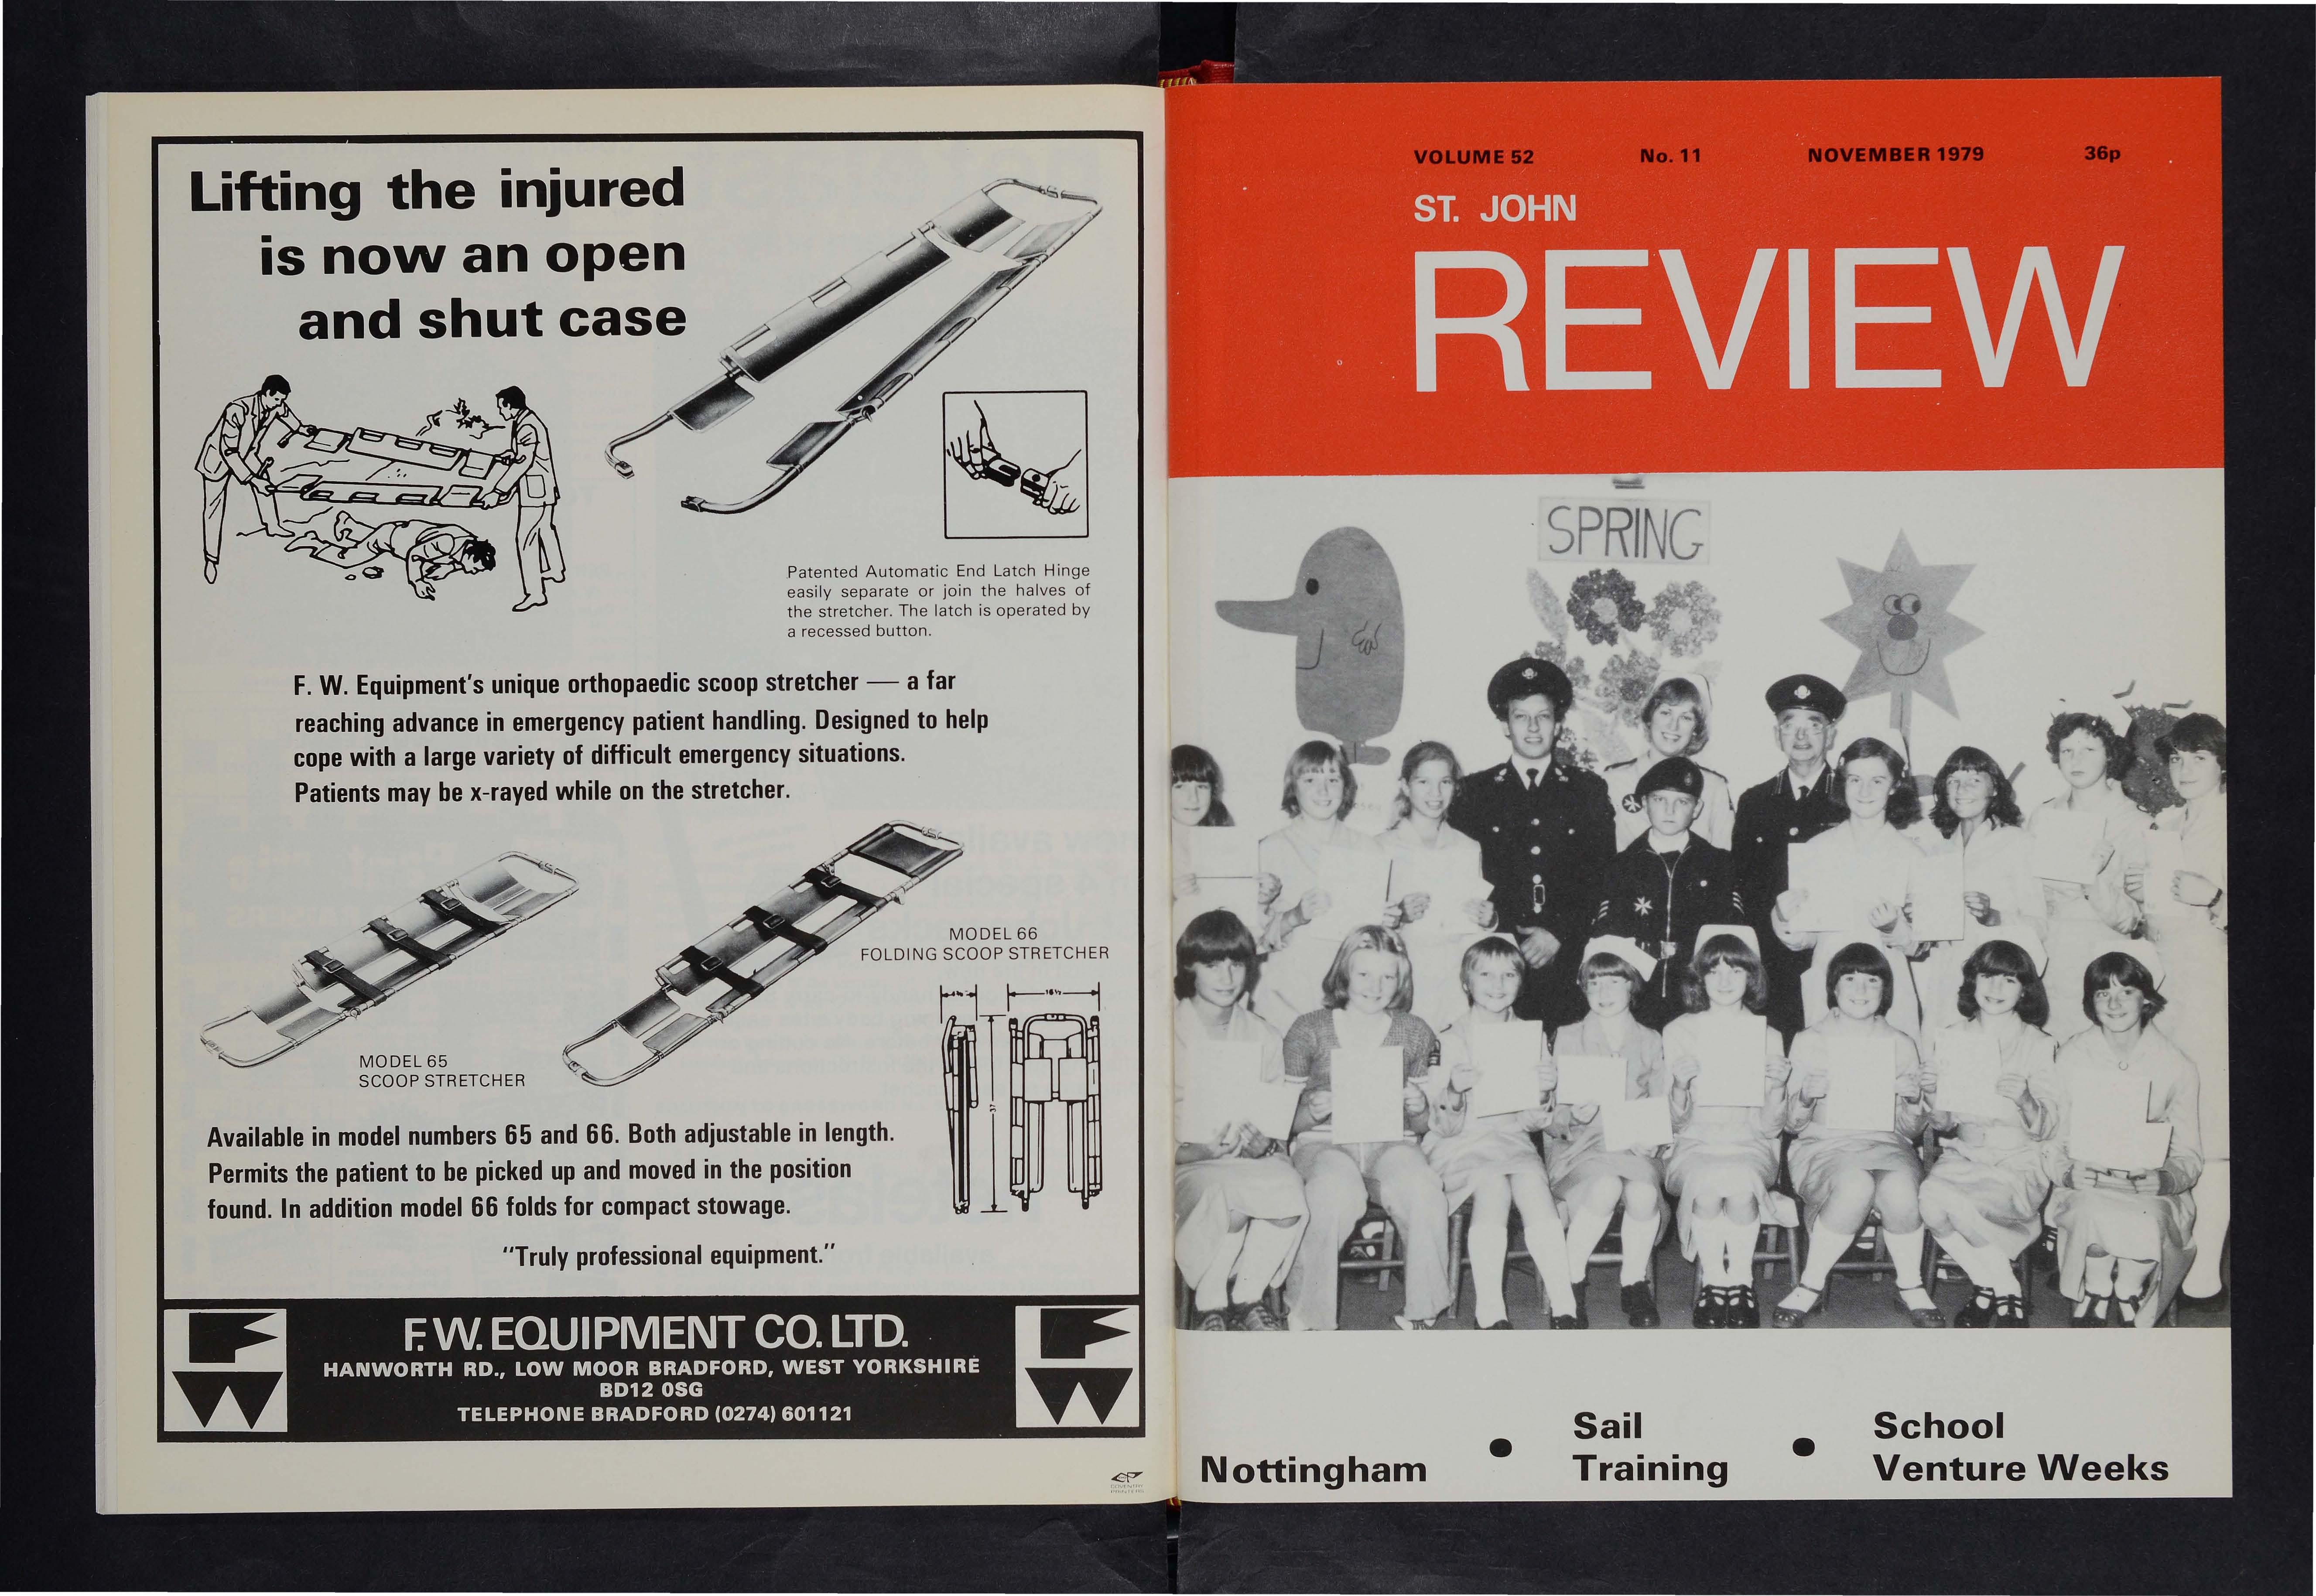 Lifting the injured
is now an open
and shut case
Patented Automatic End Latch Hinge
easily separate or join the halves of
the stretcher. The latch is operated by
a recessed button.
F. W. Equipment's unique orthopaedic scoop stretcher — a far
reaching advance in emergency patient handling. Designed to help
cope with a large variety of difficult emergency situations.
Patients may be x-rayed while on the stretcher.
MODEL 65
SCOOP STRETCHER
MODEL 66
FOLDING SCOOP STRETCHER
16½
37
Available in model numbers 65 and 66. Both adjustable in length.
Permits the patient to be picked up and moved in the position
found. In addition model 66 folds for compact stowage.
"Truly professional equipment."
FW
F.W. EQUIPMENT CO. LTD.
HANWORTH RD., LOW MOOR BRADFORD, WEST YORKSHIRE
BD12 0SG
TELEPHONE BRADFORD (0274) 601121
FW
COVENTRY
PRINTERS
VOLUME 52 No. 11 NOVEMBER 1979 36p
ST. JOHN
REVIEW
SPRING
Nottingham • Sail Training • School Venture Weeks